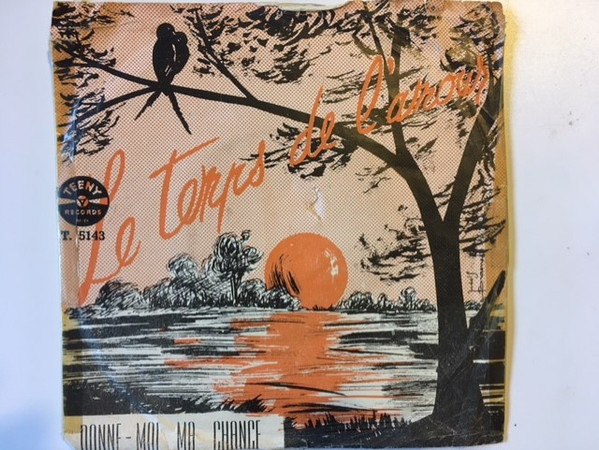 Le temps de l'amour
TEENY
RECORDS
T. 5143
DONNE-MOI MA CHANCE